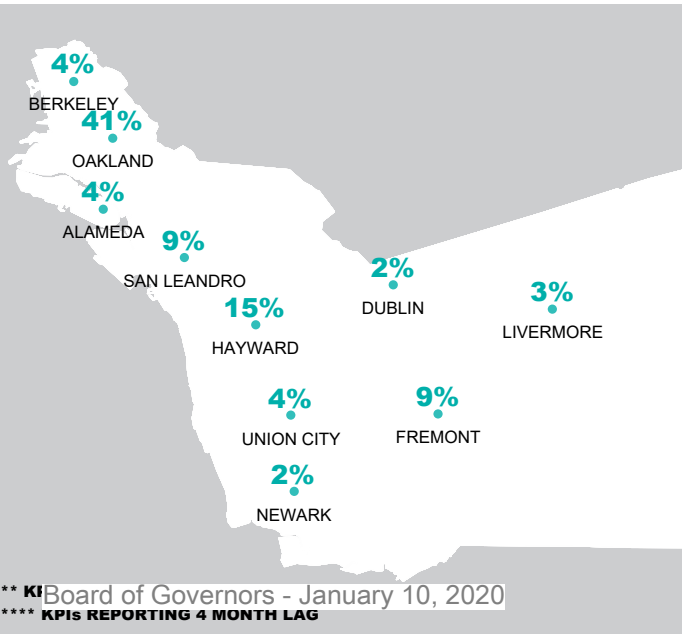 4%
BERKELEY
41%
OAKLAND
4%
ALAMEDA
9%
SAN LEANDRO
2%
DUBLIN
3%
LIVERMORE
15%
HAYWARD
4%
UNION CITY
9%
FREMONT
2%
NEWARK
**
Board of Governors - January 10, 2020
**** KPIs REPORTING 4 MONTH LAG